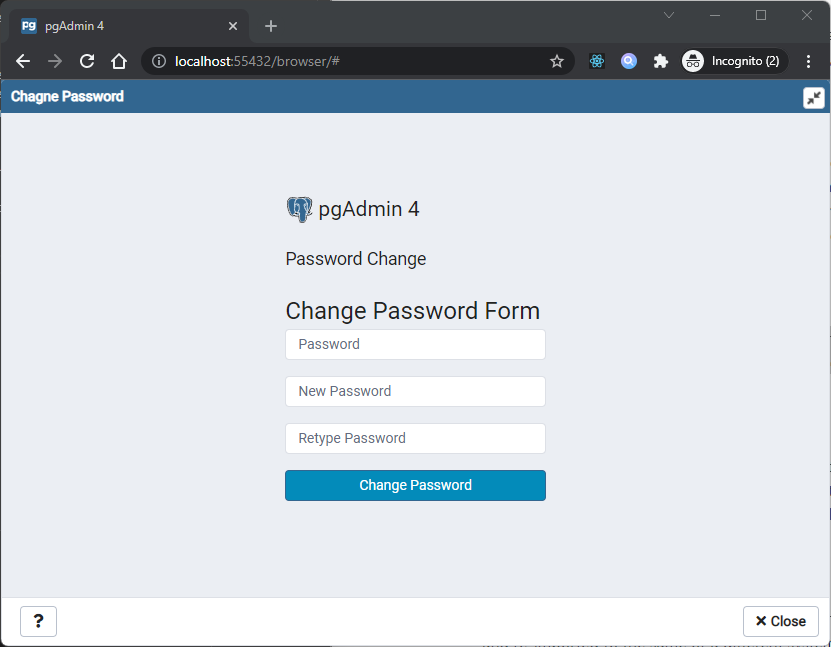 pg pgAdmin 4
localhost:55432/browser/#
Incognito (2)
Chagne Password
pgAdmin 4
Password Change
Change Password Form
Password
New Password
Retype Password
Change Password
?
Close